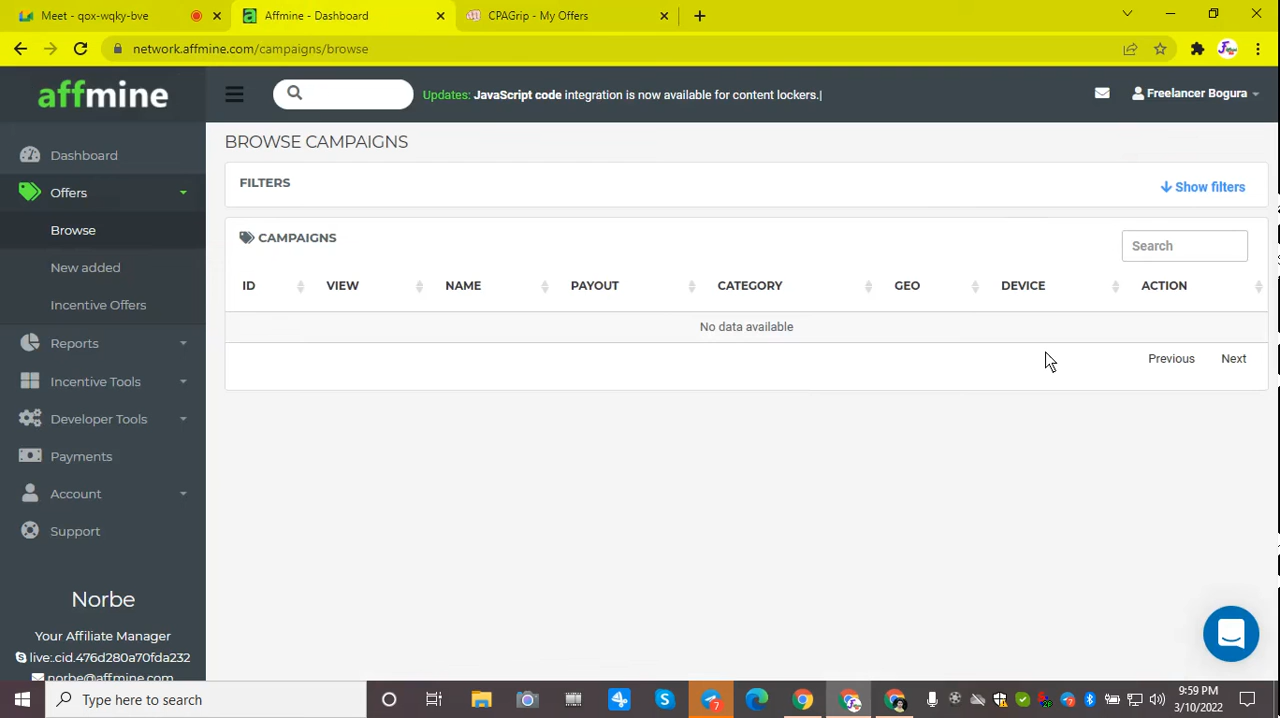 Meet - qox-wqky-bve
Affmine - Dashboard
CPAGrip - My Offers
network.affmine.com/campaigns/browse
affmine
Updates: JavaScript code integration is now available for content lockers.|
Freelancer Bogura
Dashboard
Offers
Browse
New added
Incentive Offers
Reports
Incentive Tools
Developer Tools
Payments
Account
Support
Norbe
Your Affiliate Manager
live:.cid.476d280a70fda232
norbe@affmine.com
BROWSE CAMPAIGNS
FILTERS
Show filters
CAMPAIGNS
Search
ID VIEW NAME PAYOUT CATEGORY GEO DEVICE ACTION
No data available
Previous Next
Type here to search
7
9:59 PM
3/10/2022